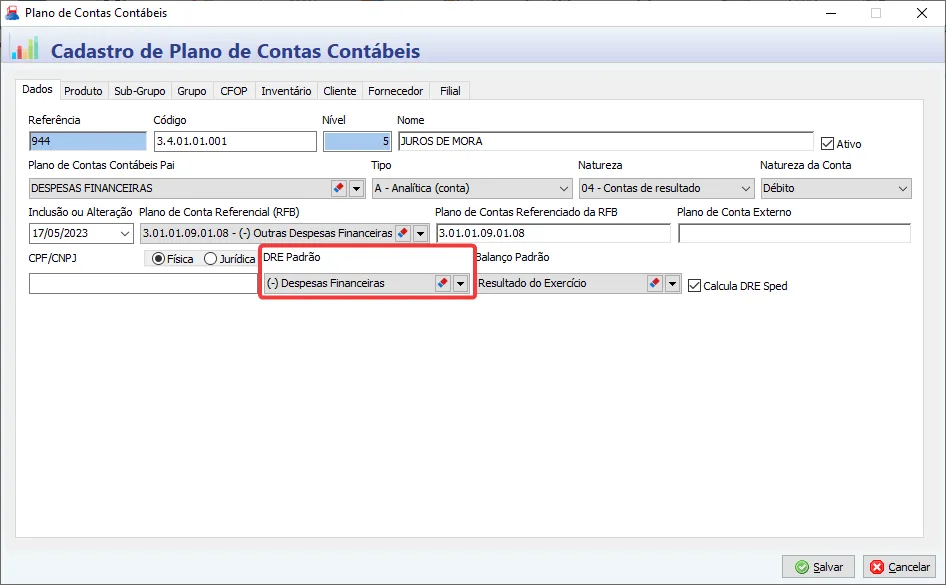 Plano de Contas Contábeis
Cadastro de Plano de Contas Contábeis
Dados Produto Sub-Grupo Grupo CFOP Inventário Cliente Fornecedor Filial
Referência Código Nível Nome
944 3.4.01.01.001 5 JUROS DE MORA Ativo
Plano de Contas Contábeis Pai Tipo Natureza Natureza da Conta
DESPESAS FINANCEIRAS A - Analítica (conta) 04 - Contas de resultado Débito
Inclusão ou Alteração Plano de Conta Referencial (RFB) Plano de Contas Referenciado da RFB Plano de Conta Externo
17/05/2023 3.01.01.09.01.08 - (-) Outras Despesas Financeiras 3.01.01.09.01.08
CPF/CNPJ Física Jurídica DRE Padrão Balanço Padrão
(-) Despesas Financeiras Resultado do Exercício Calcula DRE Sped
Salvar Cancelar